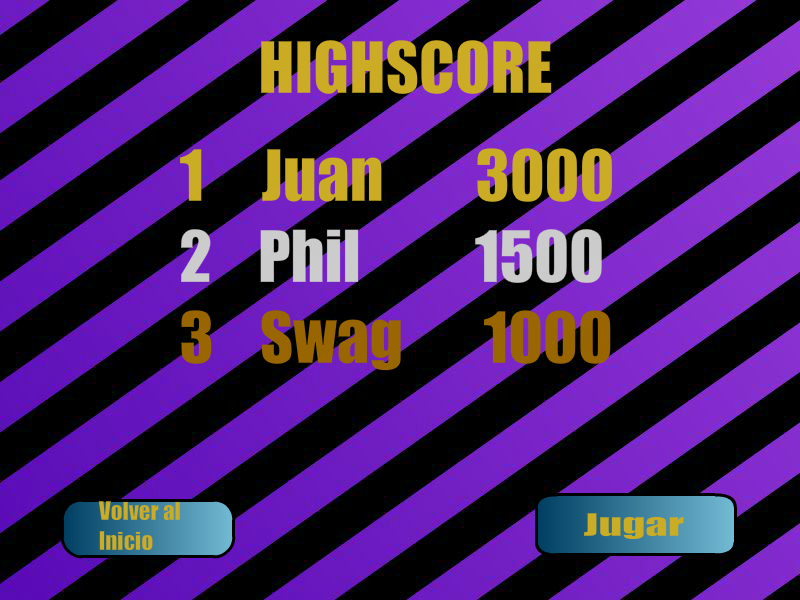 HIGHSCORE
1 Juan 3000
2 Phil 1500
3 Swag 1000
Volver al
Inicio
Jugar